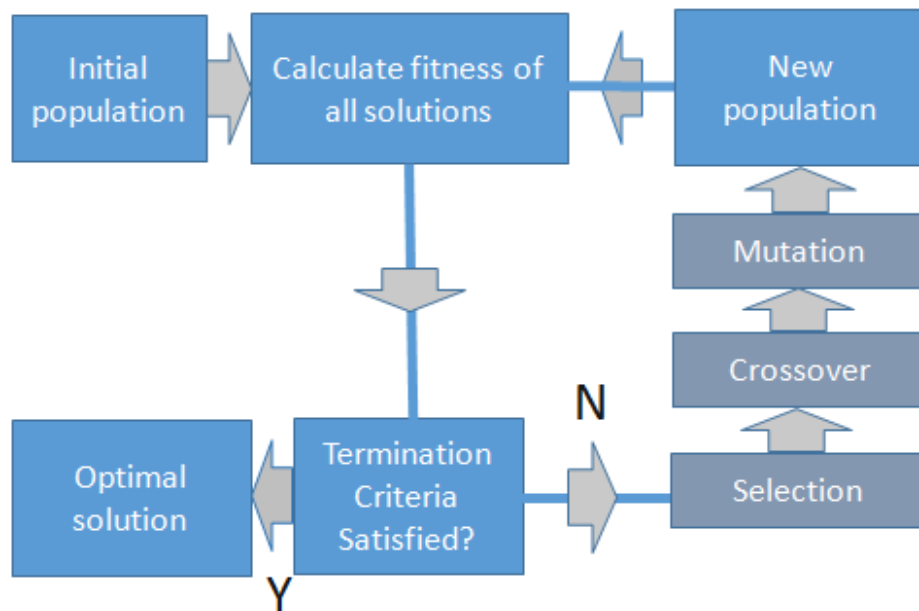 Initial
population
Calculate fitness of
all solutions
New
population
Mutation
Crossover
N
Optimal
solution
Termination
Criteria
Satisfied?
Selection
Y